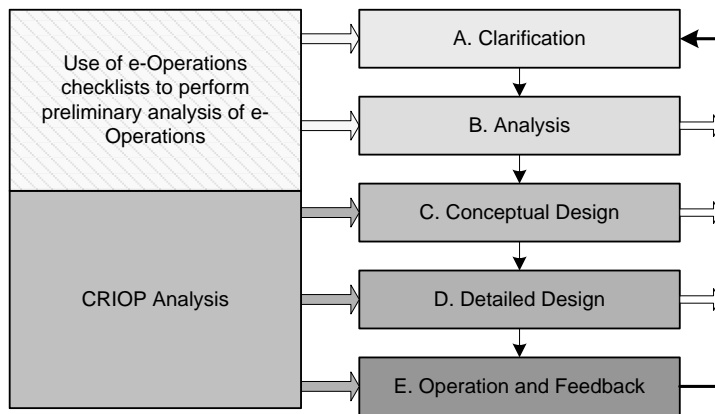 Use of e-Operations
checklists to perform
preliminary analysis of e-
Operations
CRIOP Analysis
A. Clarification
B. Analysis
C. Conceptual Design
D. Detailed Design
E. Operation and Feedback